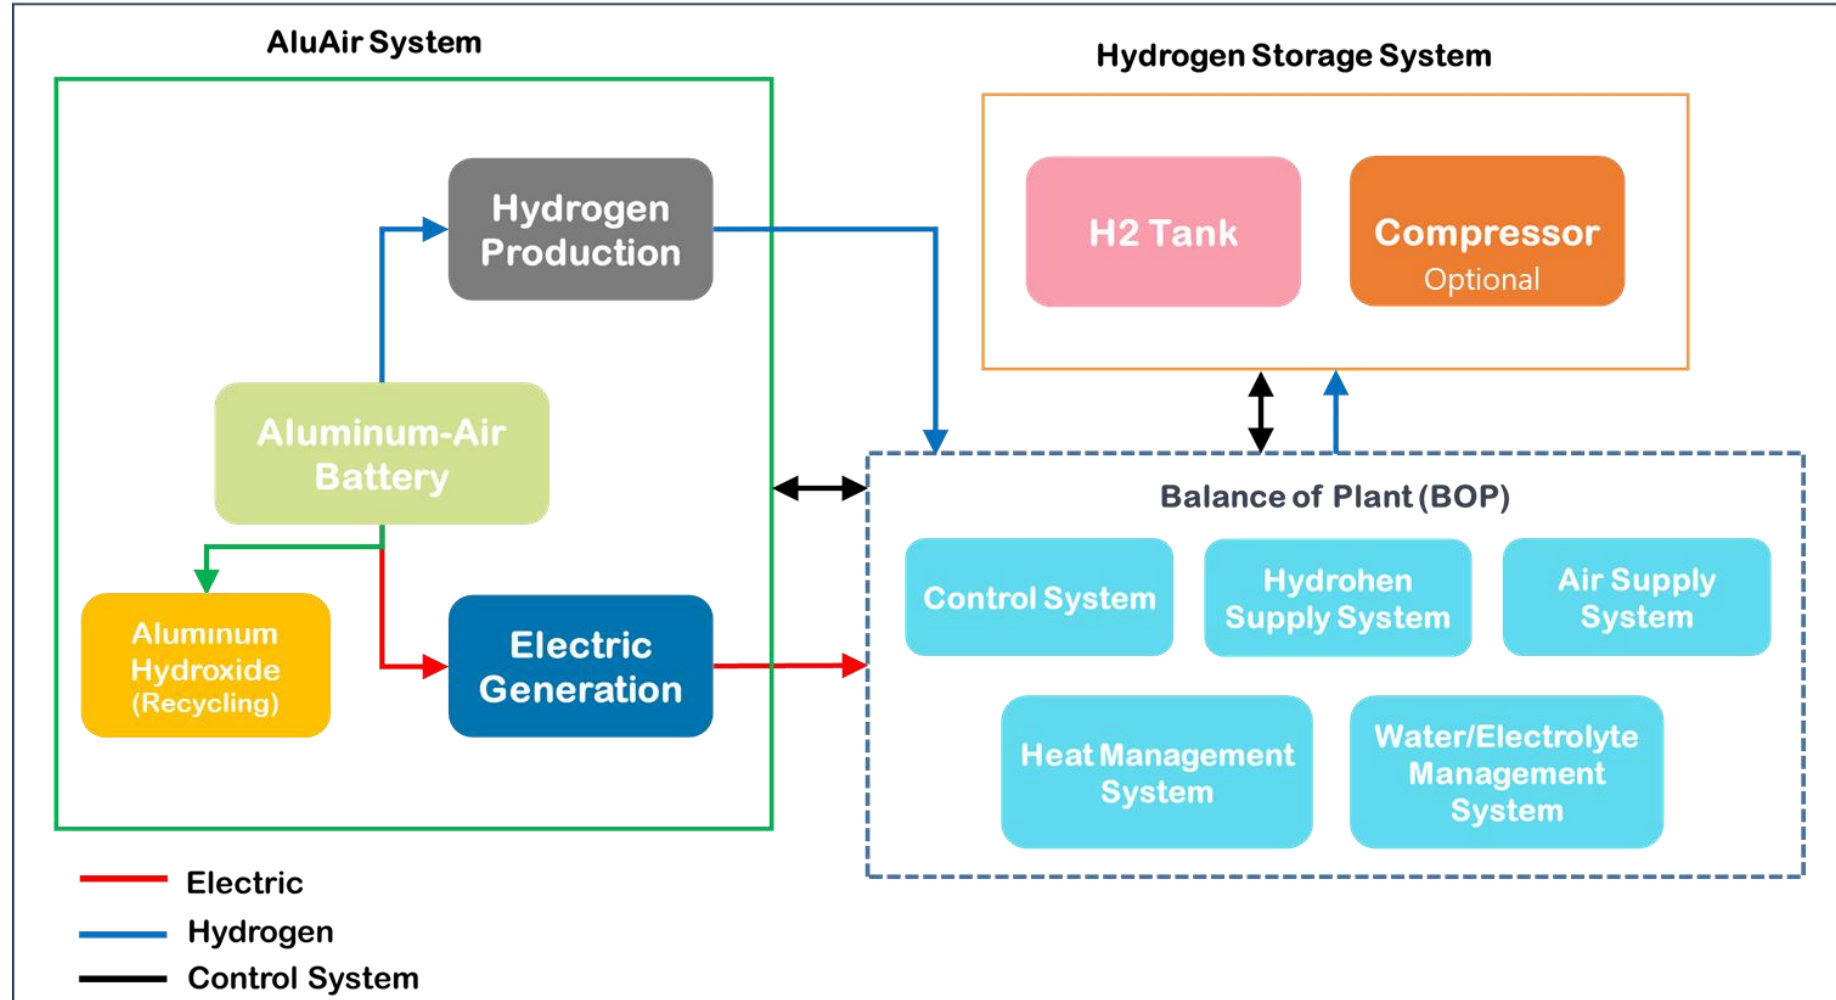 AluAir System
Hydrogen
Production
Aluminum-Air
Battery
Aluminum
Hydroxide
(Recycling)
Electric
Generation
Hydrogen Storage System
H2 Tank
Compressor
Optional
Balance of Plant (BOP)
Control System
Hydrohen
Supply System
Air Supply
System
Heat Management
System
Water/Electrolyte
Management
System
Electric
Hydrogen
Control System